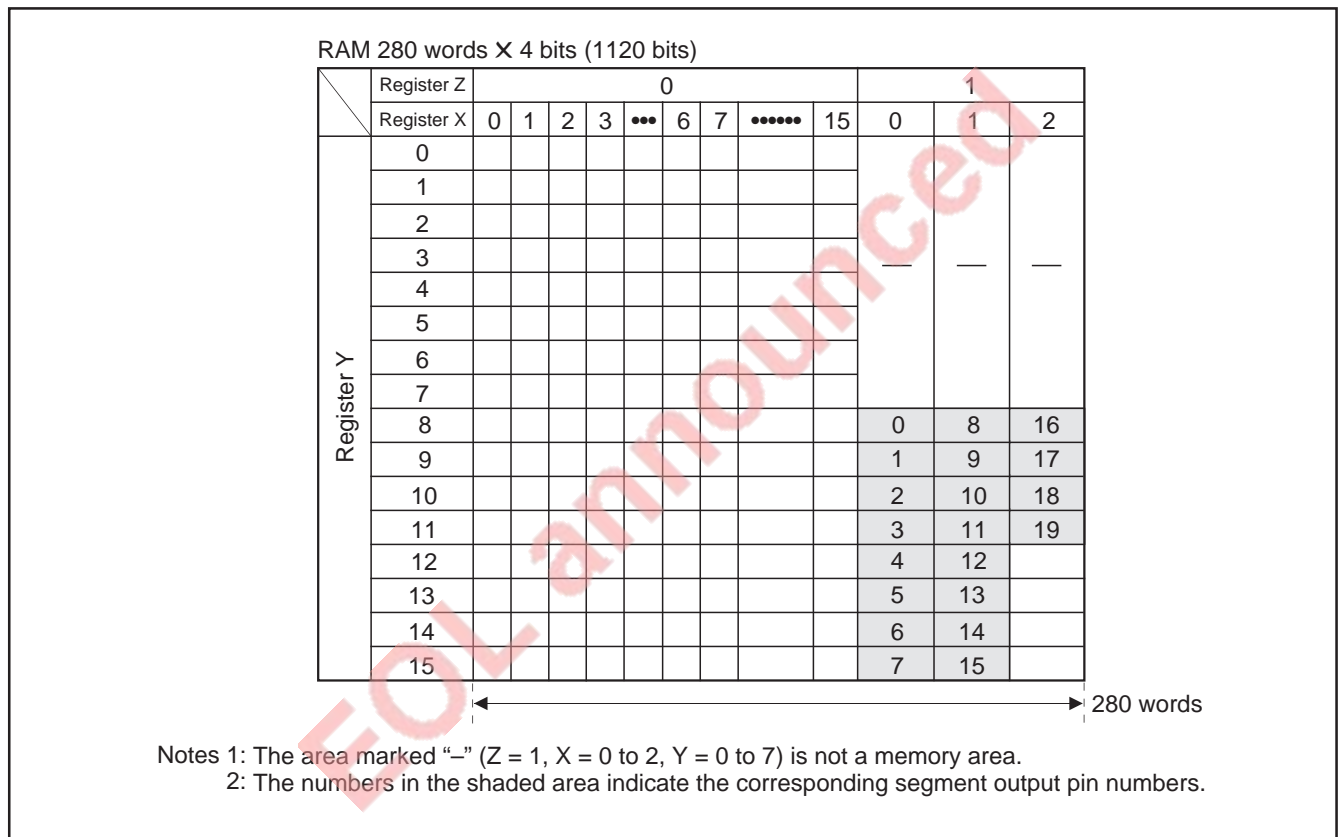 RAM 280 words × 4 bits (1120 bits)
Register Z 0 1
Register X 0 1 2 3 ••• 6 7 •••••• 15 0 1 2
Register Y
0
1
2
3 — — —
4
5
6
7
8 0 8 16
9 1 9 17
10 2 10 18
11 3 11 19
12 4 12
13 5 13
14 6 14
15 7 15
280 words
Notes 1: The area marked “–” (Z = 1, X = 0 to 2, Y = 0 to 7) is not a memory area.
2: The numbers in the shaded area indicate the corresponding segment output pin numbers.
EOL announced